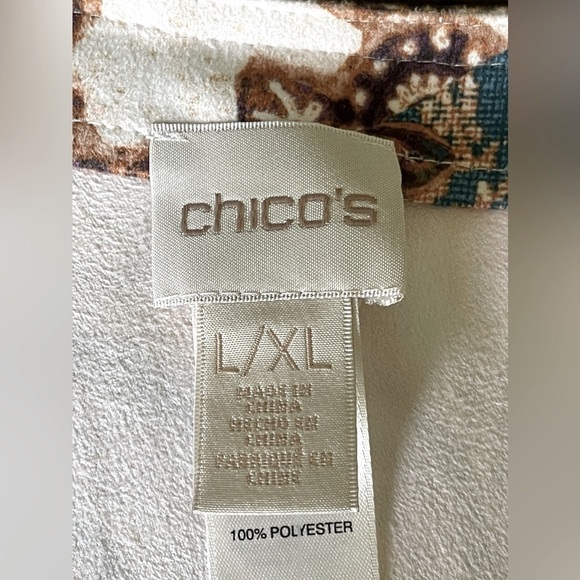 chico's
L/XL
MADE IN
CHINA
HECHO EN
CHINA
FABRIQUÉ EN
CHINE
100% POLYESTER